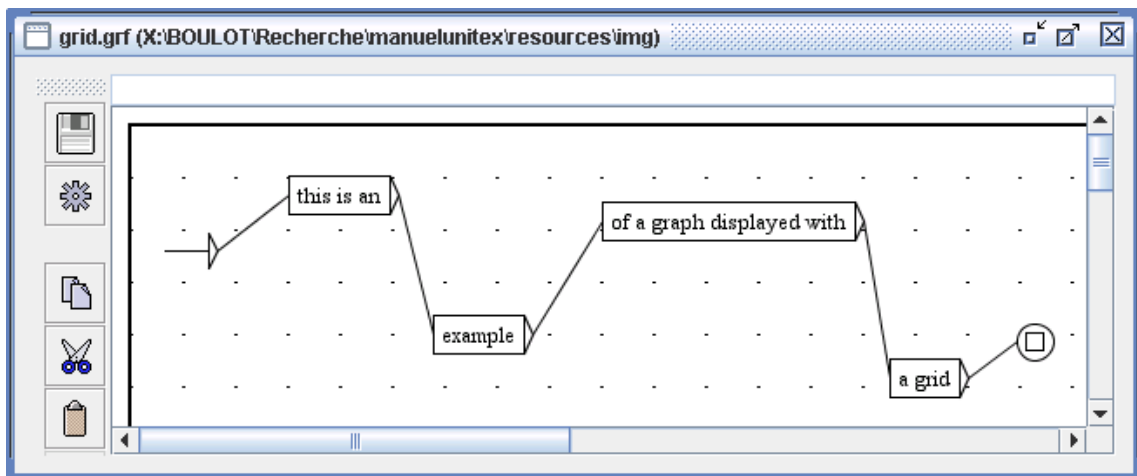 grid.grf (X:\BOULOT\Recherche\manuelunitex\resources\img)
this is an
example
of a graph displayed with
a grid